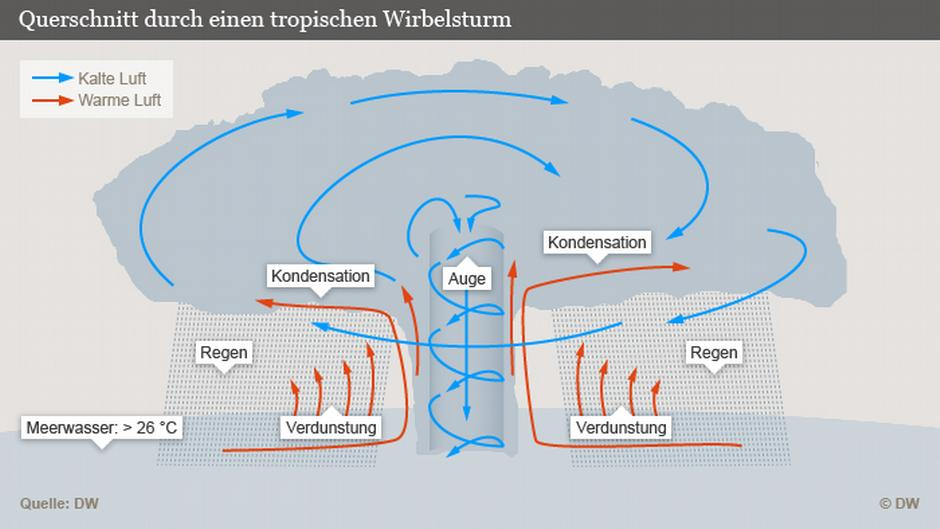 Querschnitt durch einen tropischen Wirbelsturm
Kalte Luft
Warme Luft
Kondensation
Kondensation
Auge
Regen
Regen
Meerwasser: > 26 °C
Verdunstung
Verdunstung
Quelle: DW
© DW